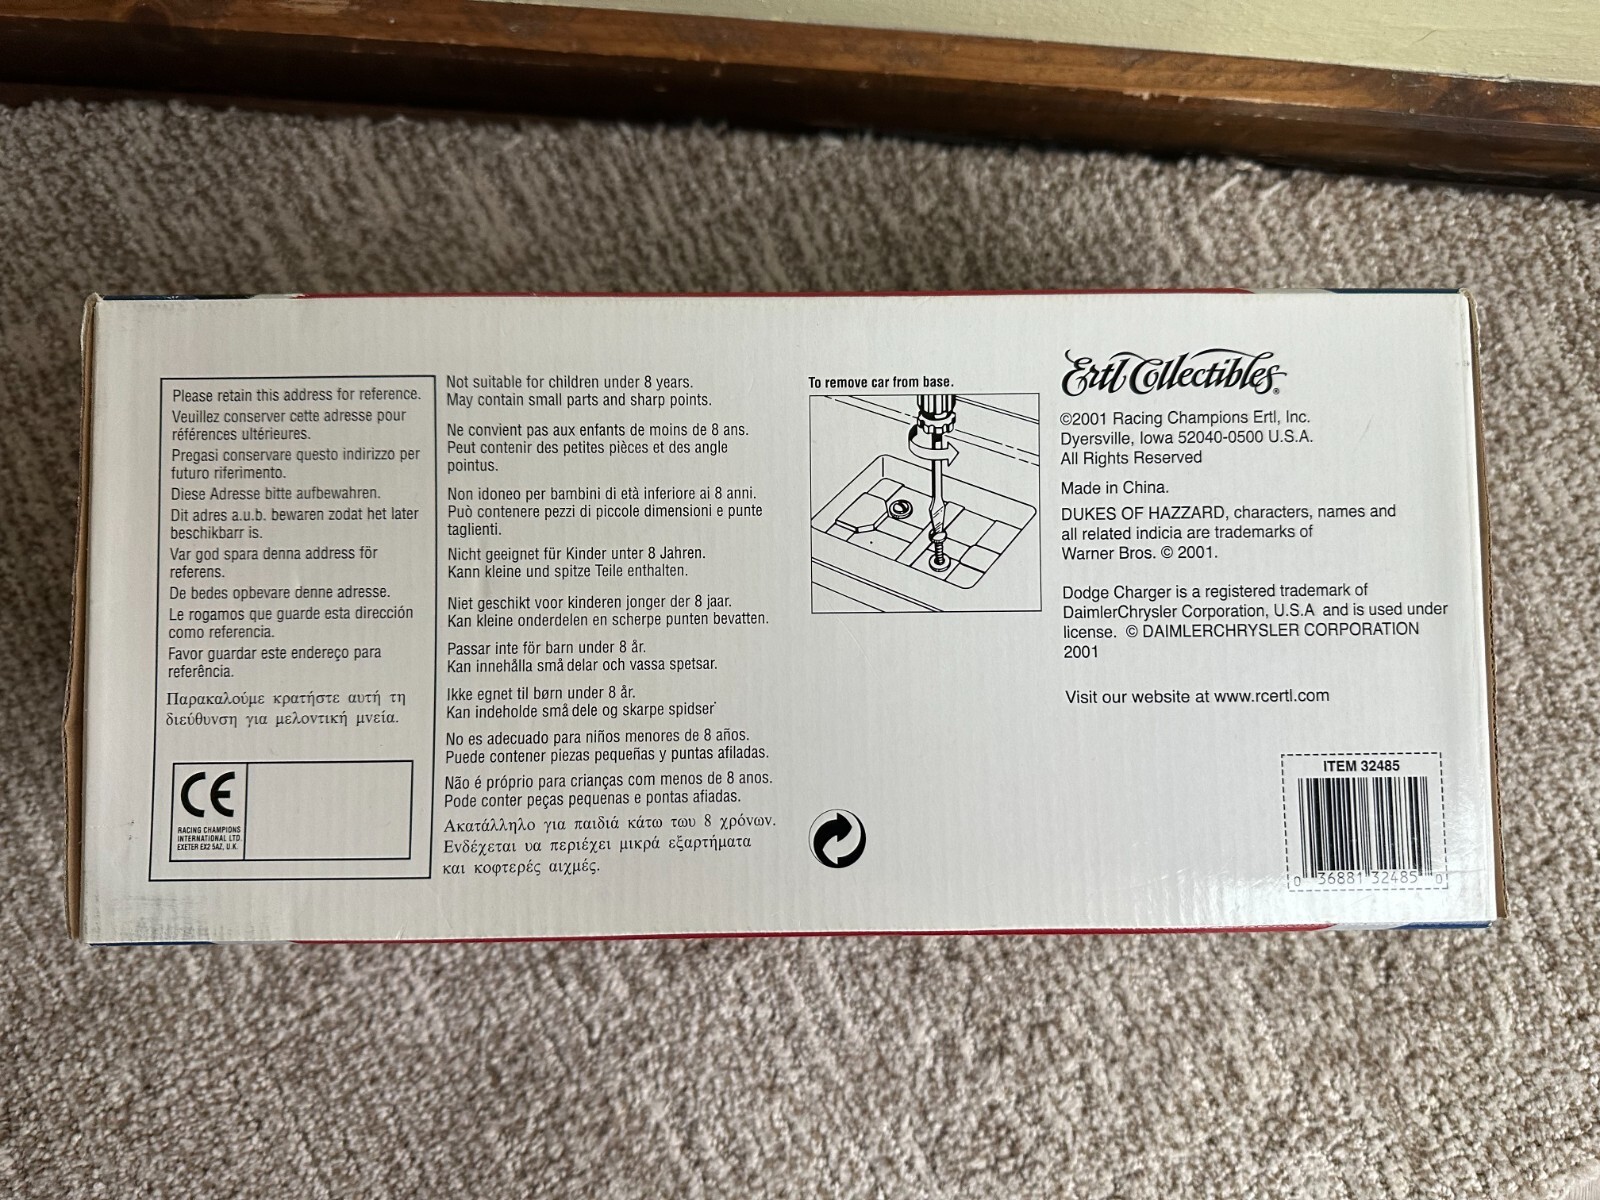 Please retain this address for reference.
Veuillez conserver cette adresse pour
références ultérieures.
Pregasi conservare questo indirizzo per
futuro riferimento.
Diese Adresse bitte aufbewahren.
Dit adres a.u.b. bewaren zodat het later
beschikbarr is.
Var god spara denna address för
referens.
De bedes opbevare denne adresse.
Le rogamos que guarde esta dirección
como referencia.
Favor guardar este endereço para
referência.
Παρακαλούμε κρατήστε αυτή τη
διεύθυνση για μελοντική μνεία.
CE
RACING CHAMPIONS
INTERNATIONAL LTD.
EXETER EX2 5AZ, U.K.
Not suitable for children under 8 years.
May contain small parts and sharp points.
Ne convient pas aux enfants de moins de 8 ans.
Peut contenir des petites pièces et des angle
pointus.
Non idoneo per bambini di età inferiore ai 8 anni.
Può contenere pezzi di piccole dimensioni e punte
taglienti.
Nicht geeignet für Kinder unter 8 Jahren.
Kann kleine und spitze Teile enthalten.
Niet geschikt voor kinderen jonger der 8 jaar.
Kan kleine onderdelen en scherpe punten bevatten.
Passar inte för barn under 8 år.
Kan innehålla små delar och vassa spetsar.
Ikke egnet til børn under 8 år.
Kan indeholde små dele og skarpe spidser
No es adecuado para niños menores de 8 años.
Puede contener piezas pequeñas y puntas afiladas.
Não é próprio para crianças com menos de 8 anos.
Pode conter peças pequenas e pontas afiadas.
Ακατάλληλο για παιδιά κάτω τωυ 8 χρόνων.
Ενδέχεται υα περιέχει μικρά εξαρτήματα
και κοφτερές αιχμές.
To remove car from base.
Ertl Collectibles®
©2001 Racing Champions Ertl, Inc.
Dyersville, Iowa 52040-0500 U.S.A.
All Rights Reserved
Made in China.
DUKES OF HAZZARD, characters, names and
all related indicia are trademarks of
Warner Bros. © 2001.
Dodge Charger is a registered trademark of
DaimlerChrysler Corporation, U.S.A and is used under
license. © DAIMLERCHRYSLER CORPORATION
2001
Visit our website at www.rcertl.com
ITEM 32485
0 36881 32485 0